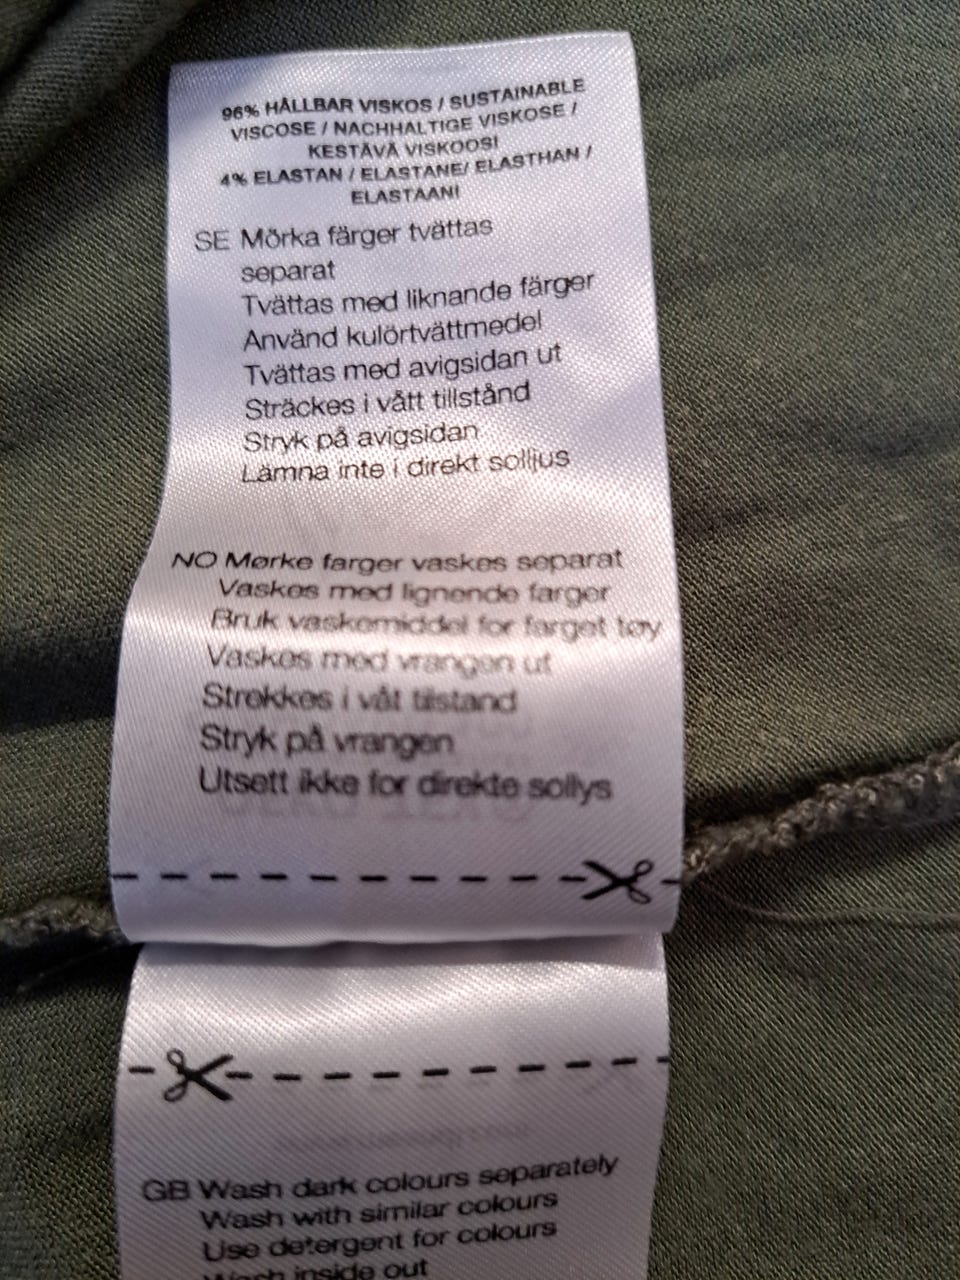 96% HÅLLBAR VISKOS / SUSTAINABLE
VISCOSE / NACHHALTIGE VISKOSE /
KESTÄVÄ VISKOOSI
4% ELASTAN / ELASTANE/ ELASTHAN /
ELASTAANI
SE Mörka färger tvättas
separat
Tvättas med liknande färger
Använd kulörtvättmedel
Tvättas med avigsidan ut
Sträckes i vått tillstånd
Stryk på avigsidan
Lämna inte i direkt solljus
NO Mørke farger vaskes separat
Vaskes med lignende farger
Bruk vaskemiddel for farget tøy
Vaskes med vrangen ut
Strekkes i våt tilstand
Stryk på vrangen
Utsett ikke for direkte sollys
GB Wash dark colours separately
Wash with similar colours
Use detergent for colours
Wash inside out